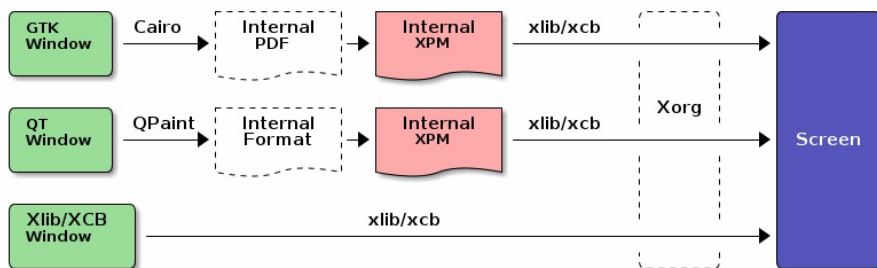 GTK
Window
Cairo
Internal
PDF
Internal
XPM
xlib/xcb
QT
Window
QPaint
Internal
Format
Internal
XPM
xlib/xcb
Xorg
Screen
Xlib/XCB
Window
xlib/xcb